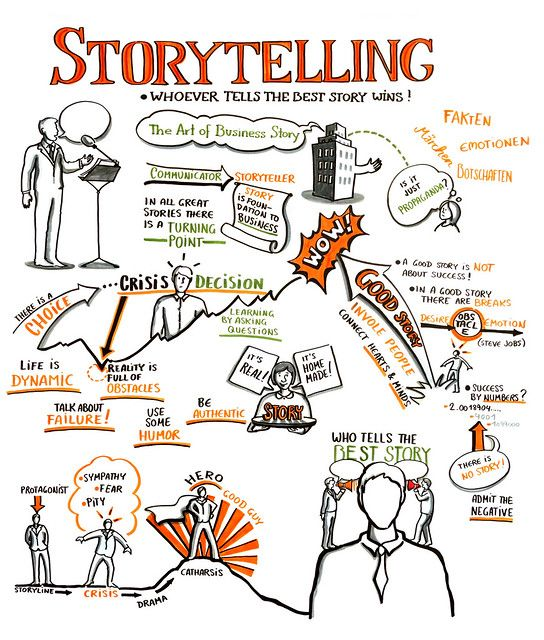 STORYTELLING
• WHOEVER TELLS THE BEST STORY WINS!
The Art of Business Story
FAKTEN
Märchen
EMOTIONEN
BOTSCHAFTEN
COMMUNICATOR
STORYTELLER
IS IT
JUST
PROPAGANDA?
IN ALL GREAT
STORIES THERE
IS A TURNING
POINT
STORY
IS FOUN-
DATION TO
BUSINESS
WOW!
• A GOOD STORY IS NOT
ABOUT SUCCESS!
• IN A GOOD STORY
THERE ARE BREAKS
THERE IS A
CHOICE
CRISIS DECISION
LEARNING
BY ASKING
QUESTIONS
GOOD STORY
INVOLE PEOPLE
CONNECT HEARTS & MINDS
DESIRE
OBS
TACL
E
EMOTION
(STEVE JOBS)
LIFE IS
DYNAMIC
REALITY IS
FULL OF
OBSTACLES
IT'S
REAL!
IT'S
HOME
MADE!
STORY
• SUCCESS
BY NUMBERS?
TALK ABOUT
FAILURE!
USE
SOME
HUMOR
BE
AUTHENTIC
THERE IS
NO STORY!
ADMIT THE
NEGATIVE
WHO TELLS THE
BEST STORY
• SYMPATHY
• FEAR
• PITY
PROTAGONIST
HERO
GOOD GUY
CATHARSIS
STORYLINE
CRISIS
DRAMA